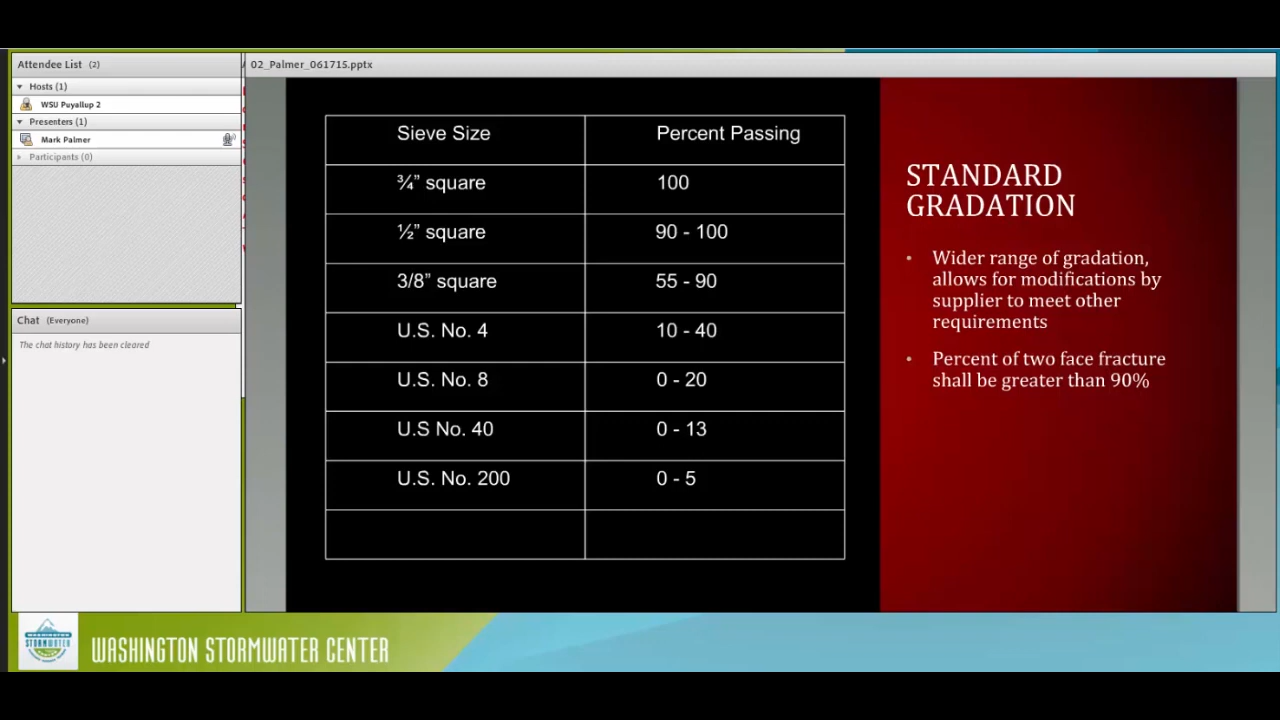 Attendee List (2)
Hosts (1)
WSU Puyallup 2
Presenters (1)
Mark Palmer
Participants (0)
Chat (Everyone)
The chat history has been cleared
02_Palmer_061715.pptx
Sieve Size Percent Passing
¾” square 100
½” square 90 - 100
3/8” square 55 - 90
U.S. No. 4 10 - 40
U.S. No. 8 0 - 20
U.S No. 40 0 - 13
U.S. No. 200 0 - 5
STANDARD
GRADATION
• Wider range of gradation,
allows for modifications by
supplier to meet other
requirements
• Percent of two face fracture
shall be greater than 90%
WASHINGTON
STORMWATER
WASHINGTON STORMWATER CENTER